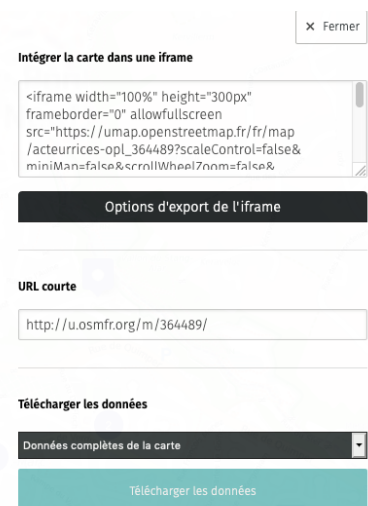 × Fermer
Intégrer la carte dans une iframe
<iframe width="100%" height="300px"
frameborder="0" allowfullscreen
src="https://umap.openstreetmap.fr/fr/map
/acteurrices-opl_364489?scaleControl=false&
miniMap=false&scrollWheelZoom=false&
Options d'export de l'iframe
URL courte
http://u.osmfr.org/m/364489/
Télécharger les données
Données complètes de la carte
Télécharger les données